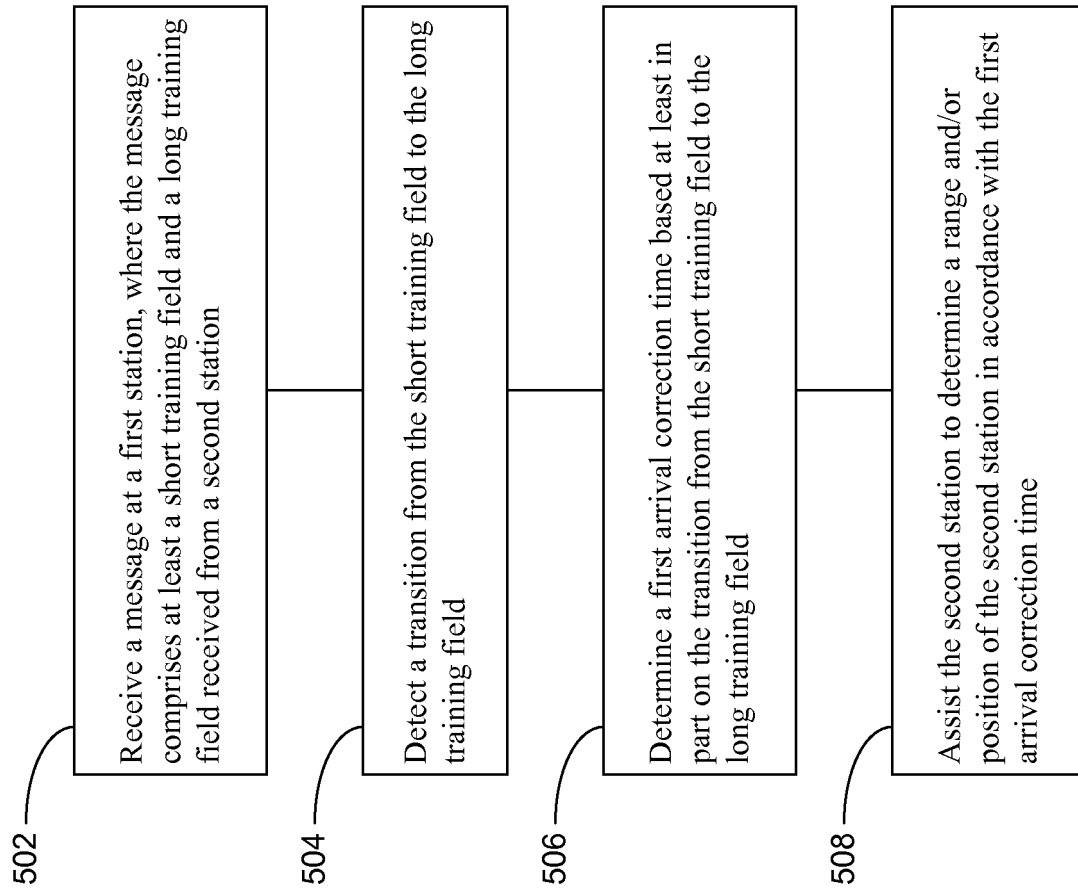 502
Receive a message at a first station, where the message
comprises at least a short training field and a long training
field received from a second station
504
Detect a transition from the short training field to the long
training field
506
Determine a first arrival correction time based at least in
part on the transition from the short training field to the
long training field
508
Assist the second station to determine a range and/or
position of the second station in accordance with the first
arrival correction time